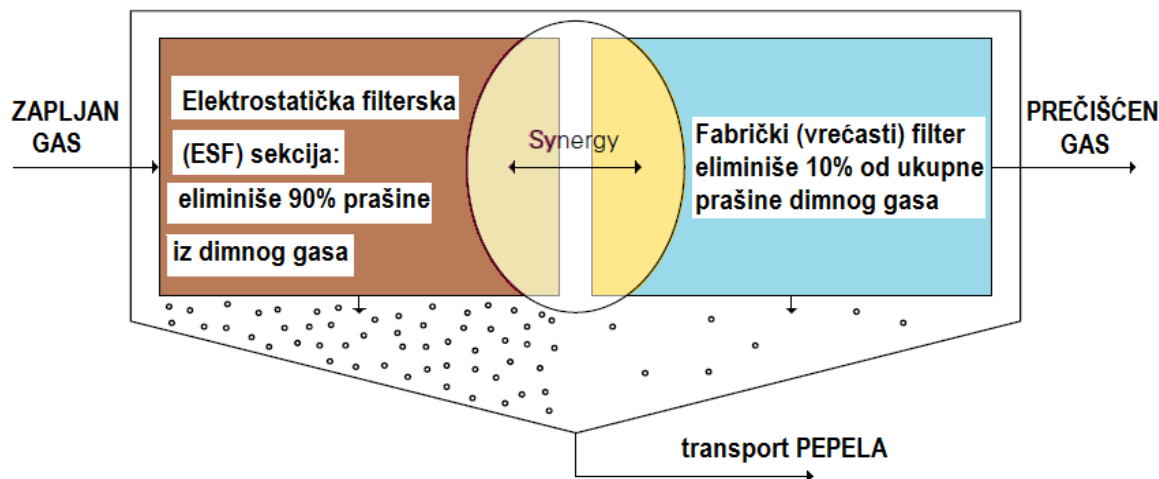 ZAPLJAN
GAS
Elektrostatička filterska
(ESF) sekcija:
eliminiše 90% prašine
iz dimnog gasa
Synergy
Fabrički (vrećasti) filter
eliminiše 10% od ukupne
prašine dimnog gasa
PREČIŠĆEN
GAS
transport PEPELA